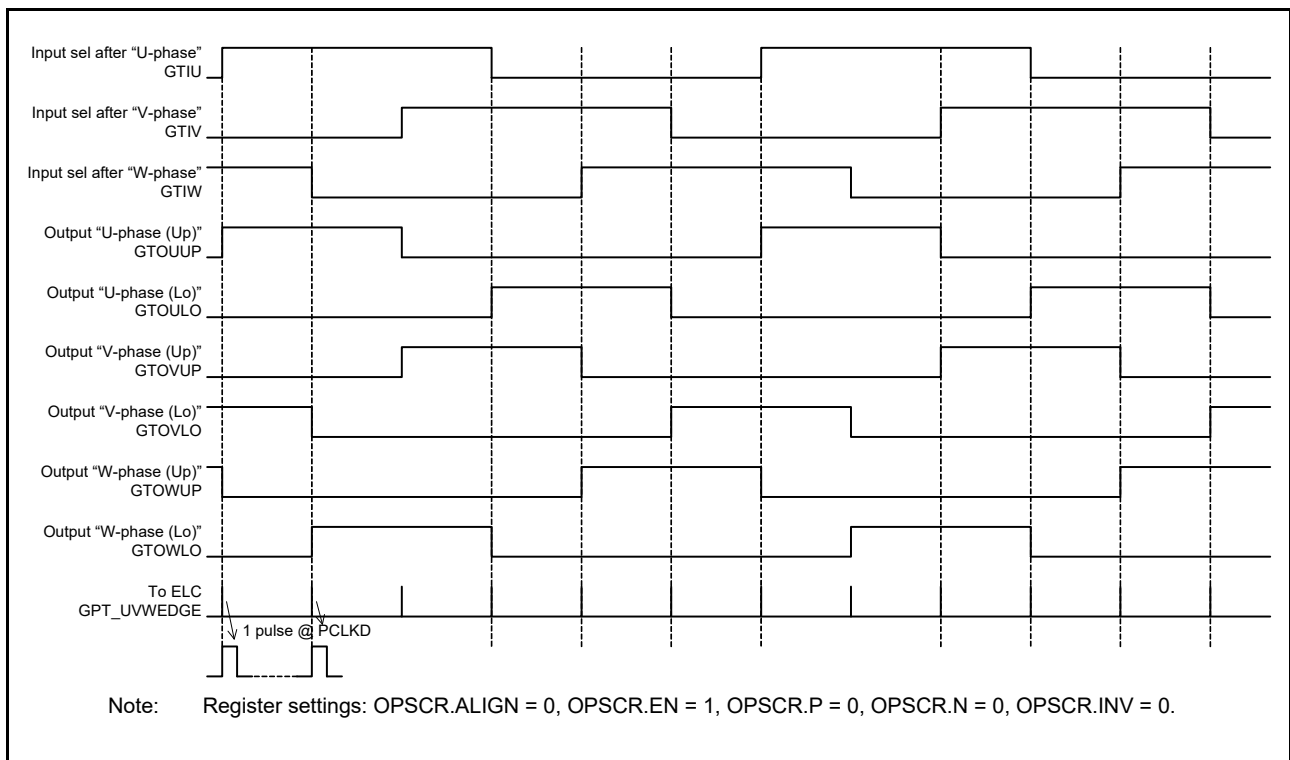 Input sel after “U-phase”
GTIU
Input sel after “V-phase”
GTIV
Input sel after “W-phase”
GTIW
Output “U-phase (Up)”
GTOUUP
Output “U-phase (Lo)”
GTOULO
Output “V-phase (Up)”
GTOVUP
Output “V-phase (Lo)”
GTOVLO
Output “W-phase (Up)”
GTOWUP
Output “W-phase (Lo)”
GTOWLO
To ELC
GPT_UVWEDGE
1 pulse @ PCLKD
Note: Register settings: OPSCR.ALIGN = 0, OPSCR.EN = 1, OPSCR.P = 0, OPSCR.N = 0, OPSCR.INV = 0.